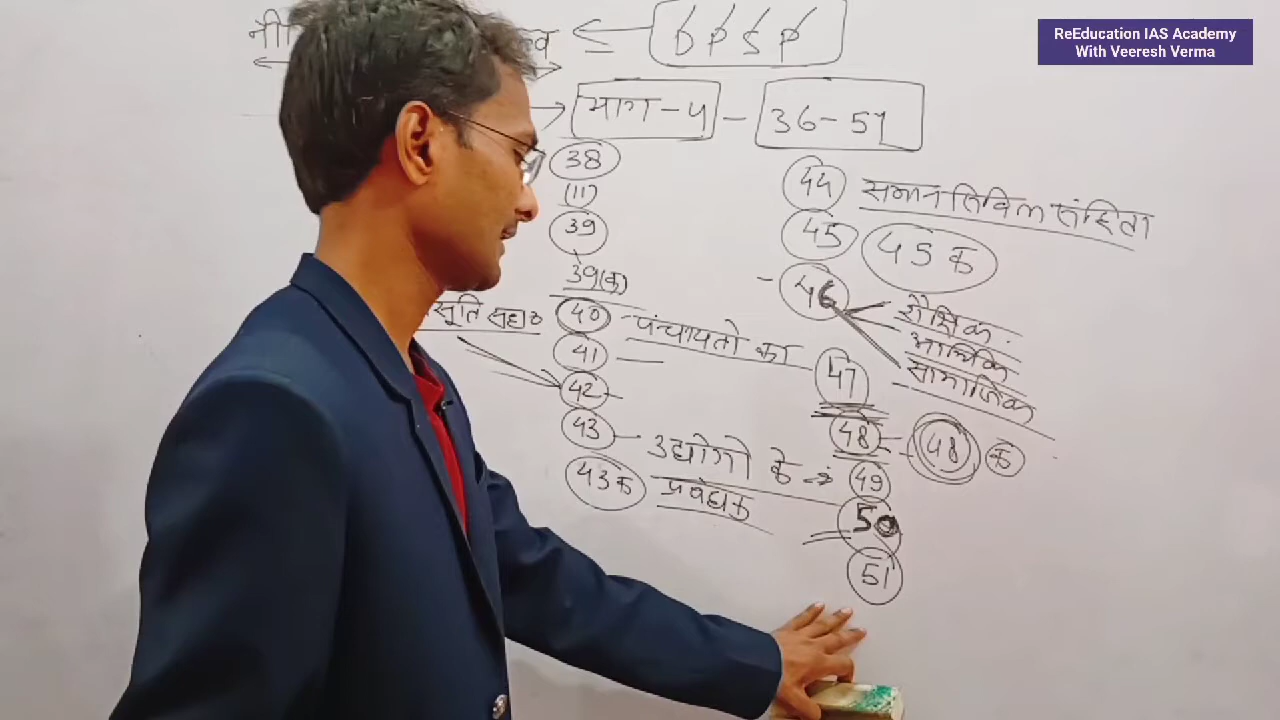 ReEducation IAS Academy
With Veeresh Verma
भाग-4 - 36-51
38
(11)
39
39(क)
40 - पंचायतो का
41
42
43 - उद्योगो के
43क प्रबंधक
44 समान सिविल संहिता
45 45क
46 शैक्षिक
आर्थिक
सामाजिक
47
48 48 क
49
50
51